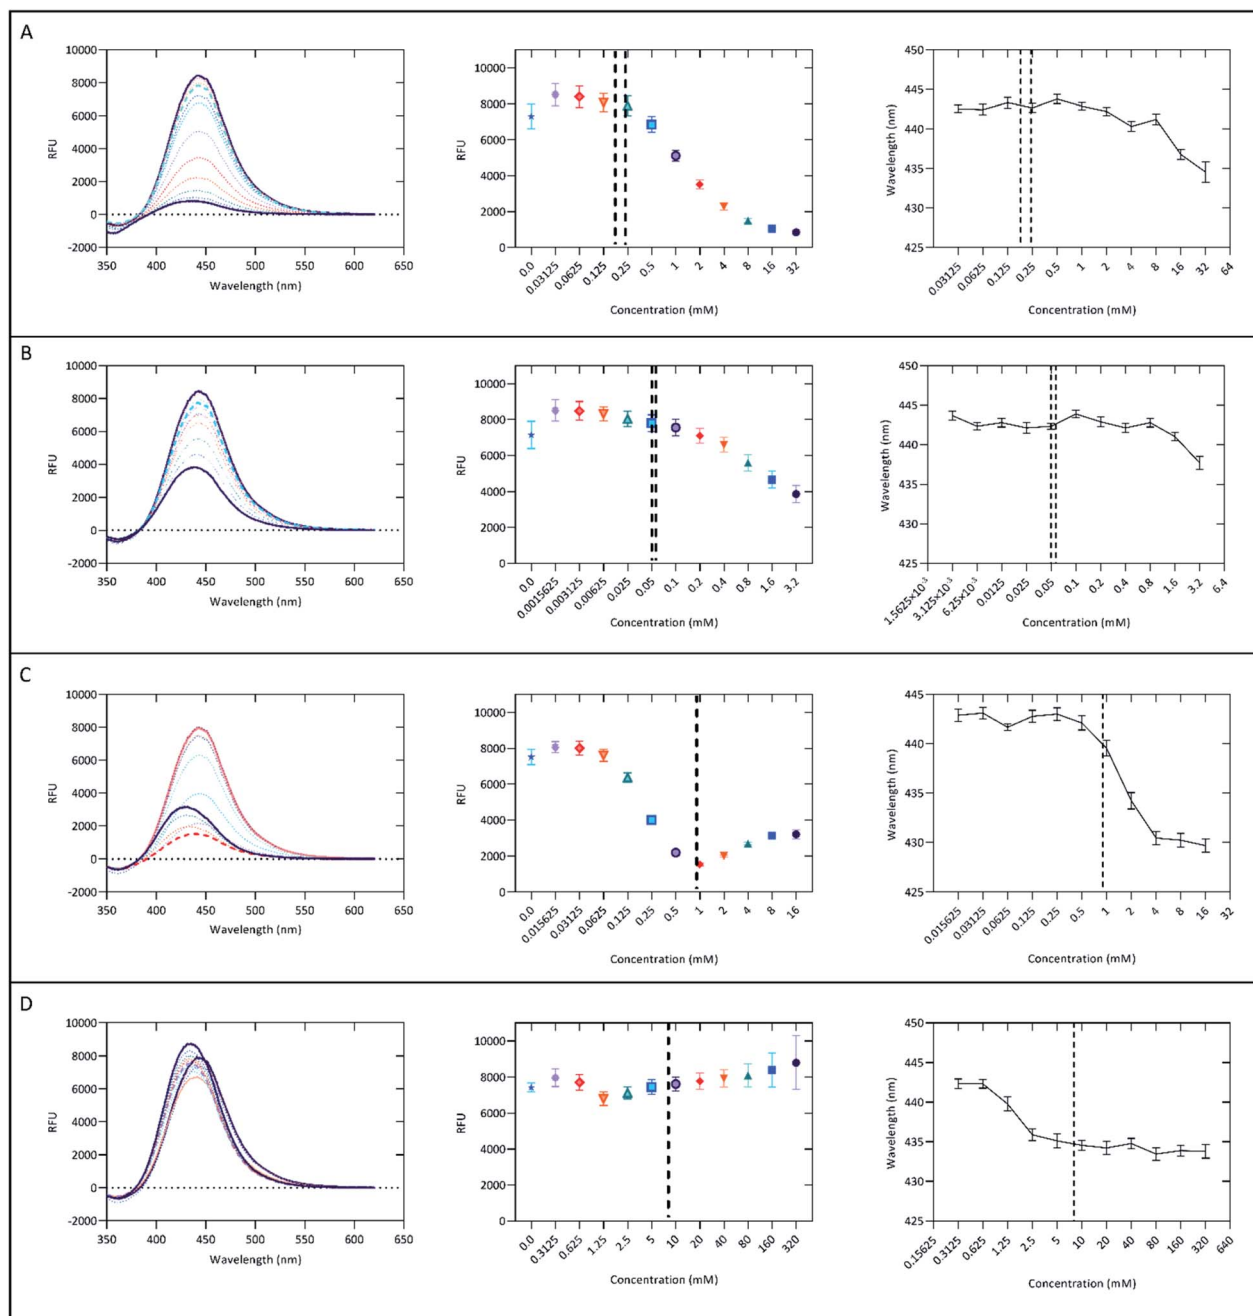 A
10000
8000
6000
4000
2000
0
-2000
RFU
350 400 450 500 550 600 650
Wavelength (nm)
10000
8000
6000
4000
2000
0
RFU
0.0 0.03125 0.0625 0.125 0.25 0.5 1 2 4 8 16 32
Concentration (mM)
450
445
440
435
430
425
Wavelength (nm)
0.03125 0.0625 0.125 0.25 0.5 1 2 4 8 16 32 64
Concentration (mM)
B
10000
8000
6000
4000
2000
0
-2000
RFU
350 400 450 500 550 600 650
Wavelength (nm)
10000
8000
6000
4000
2000
0
RFU
0.0 0.0015625 0.003125 0.00625 0.025 0.05 0.1 0.2 0.4 0.8 1.6 3.2
Concentration (mM)
450
445
440
435
430
425
Wavelength (nm)
1.5625×10⁻³ 3.125×10⁻³ 6.25×10⁻³ 0.0125 0.025 0.05 0.1 0.2 0.4 0.8 1.6 3.2 6.4
Concentration (mM)
C
10000
8000
6000
4000
2000
0
-2000
RFU
350 400 450 500 550 600 650
Wavelength (nm)
10000
8000
6000
4000
2000
0
RFU
0.0 0.015625 0.03125 0.0625 0.125 0.25 0.5 1 2 4 8 16
Concentration (mM)
445
440
435
430
425
Wavelength (nm)
0.015625 0.03125 0.0625 0.125 0.25 0.5 1 2 4 8 16 32
Concentration (mM)
D
10000
8000
6000
4000
2000
0
-2000
RFU
350 400 450 500 550 600 650
Wavelength (nm)
10000
8000
6000
4000
2000
0
RFU
0.0 0.3125 0.625 1.25 2.5 5 10 20 40 80 160 320
Concentration (mM)
450
445
440
435
430
425
Wavelength (nm)
0.15625 0.3125 0.625 1.25 2.5 5 10 20 40 80 160 320 640
Concentration (mM)